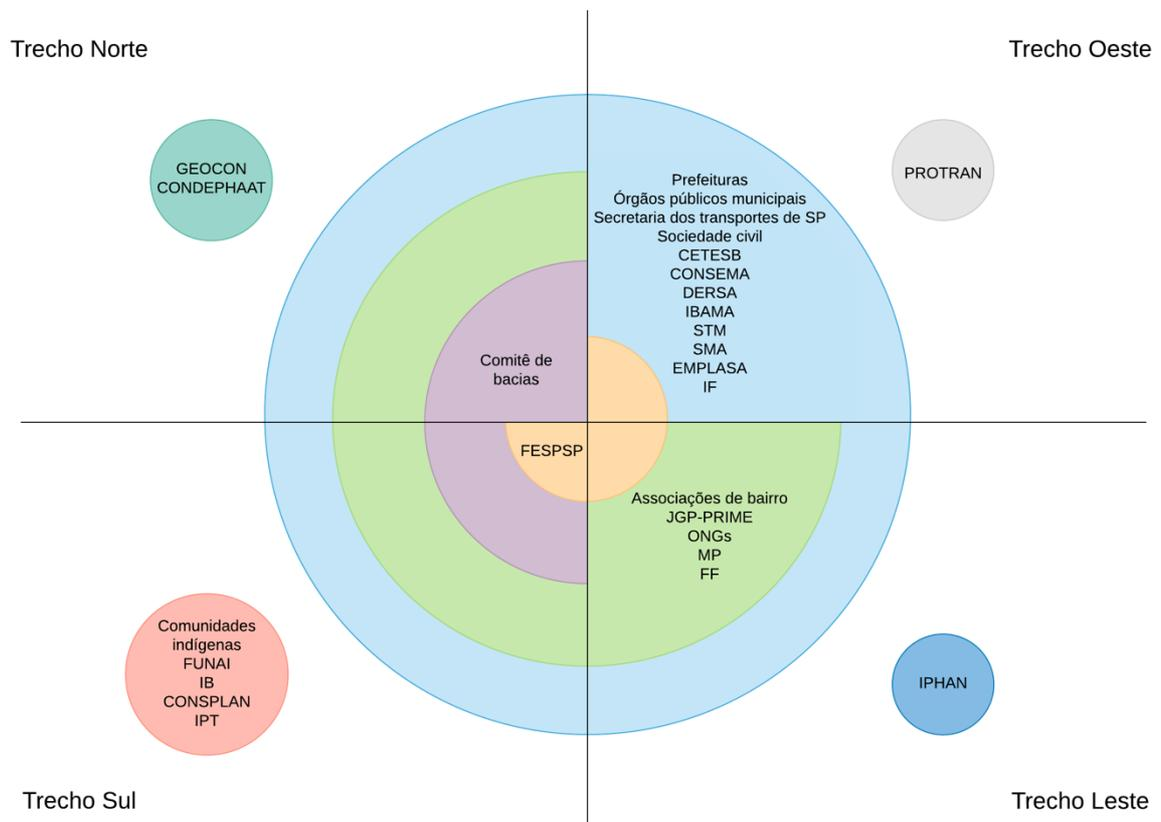 Trecho Norte
Trecho Oeste
GEOCON
CONDEPHAAT
PROTRAN
Prefeituras
Órgãos públicos municipais
Secretaria dos transportes de SP
Sociedade civil
CETESB
CONSEMA
DERSA
IBAMA
STM
SMA
EMPLASA
IF
Comitê de
bacias
FESPSP
Associações de bairro
JGP-PRIME
ONGs
MP
FF
Comunidades
indígenas
FUNAI
IB
CONSPLAN
IPT
IPHAN
Trecho Sul
Trecho Leste